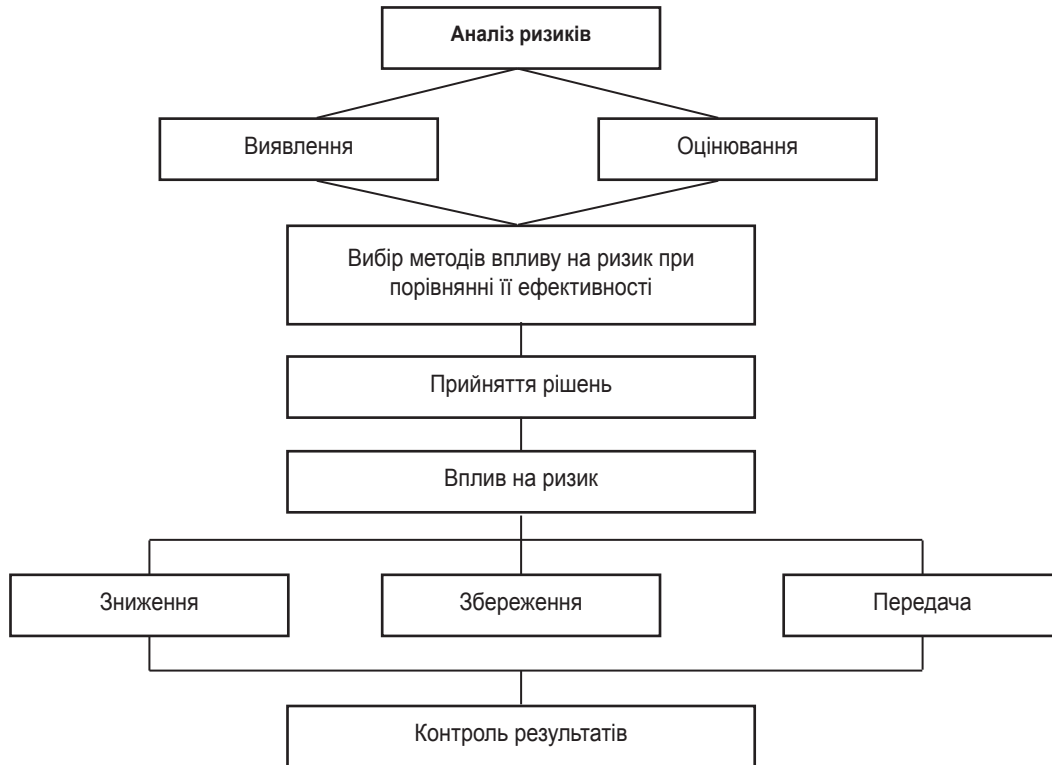 Аналіз ризиків
Виявлення
Оцінювання
Вибір методів впливу на ризик при
порівнянні її ефективності
Прийняття рішень
Вплив на ризик
Зниження
Збереження
Передача
Контроль результатів